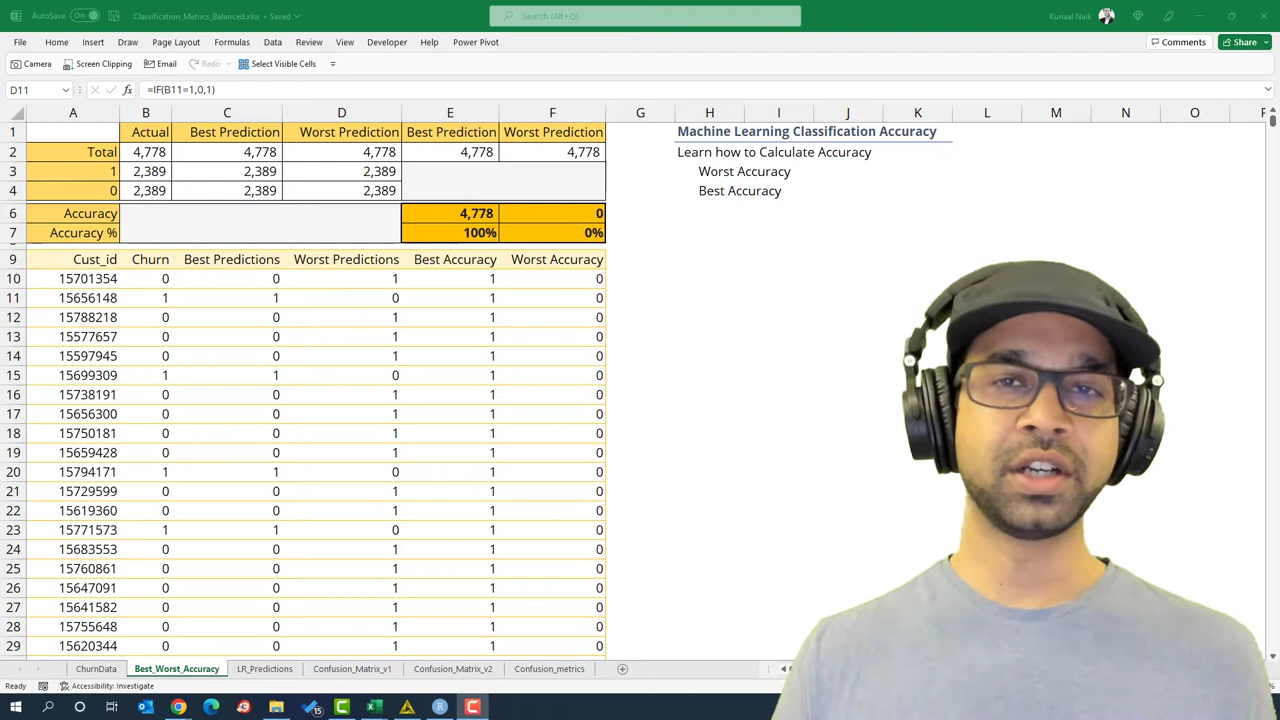 AutoSave On Classification_Metrics_Balanced.xlsx - Saved Search (Alt+Q) Kunaal Naik
File Home Insert Draw Page Layout Formulas Data Review View Developer Help Power Pivot Comments Share
Camera Screen Clipping Email Redo Select Visible Cells
D11 fx =IF(B11=1,0,1)
A B C D E F G H I J K L M N O
1 Actual Best Prediction Worst Prediction Best Prediction Worst Prediction Machine Learning Classification Accuracy
2 Total 4,778 4,778 4,778 4,778 4,778 Learn how to Calculate Accuracy
3 1 2,389 2,389 2,389 Worst Accuracy
4 0 2,389 2,389 2,389 Best Accuracy
6 Accuracy 4,778 0
7 Accuracy % 100% 0%
9 Cust_id Churn Best Predictions Worst Predictions Best Accuracy Worst Accuracy
10 15701354 0 0 1 1 0
11 15656148 1 1 0 1 0
12 15788218 0 0 1 1 0
13 15577657 0 0 1 1 0
14 15597945 0 0 1 1 0
15 15699309 1 1 0 1 0
16 15738191 0 0 1 1 0
17 15656300 0 0 1 1 0
18 15750181 0 0 1 1 0
19 15659428 0 0 1 1 0
20 15794171 1 1 0 1 0
21 15729599 0 0 1 1 0
22 15619360 0 0 1 1 0
23 15771573 1 1 0 1 0
24 15683553 0 0 1 1 0
25 15760861 0 0 1 1 0
26 15647091 0 0 1 1 0
27 15641582 0 0 1 1 0
28 15755648 0 0 1 1 0
29 15620344 0 0 1 1 0
ChurnData Best_Worst_Accuracy LR_Predictions Confusion_Matrix_v1 Confusion_Matrix_v2 Confusion_metrics
Ready Accessibility: Investigate
15 R